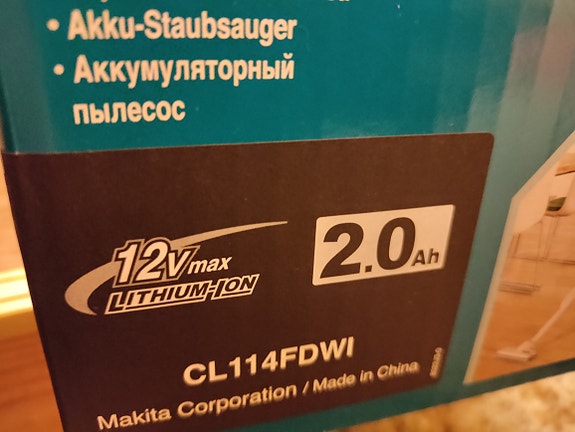 • Akku-Staubsauger
• Аккумуляторный
пылесос
12Vmax
LITHIUM-ION
2.0Ah
CL114FDWI
Makita Corporation / Made in China